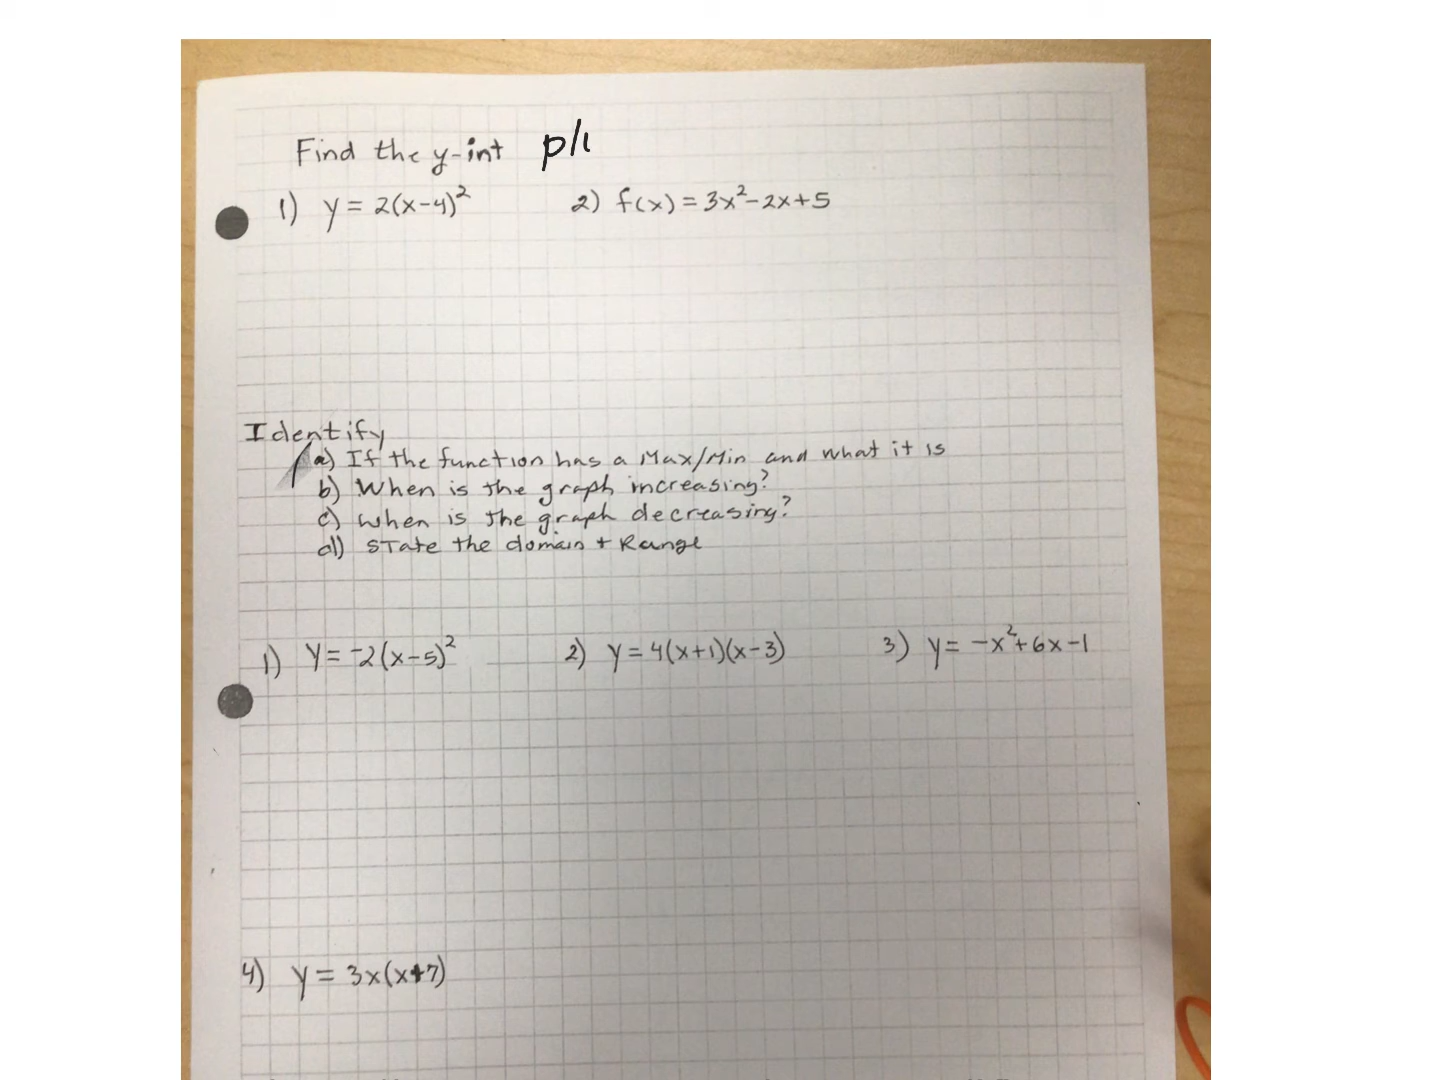 Find the y-int
1) y = 2(x-4)² 2) f(x) = 3x²-2x+5
Identify
a) If the function has a Max/Min and what it is
b) When is the graph increasing?
c) when is the graph decreasing?
d) State the domain + Range
1) y = -2(x-5)² 2) y = 4(x+1)(x-3) 3) y = -x²+6x-1
4) y = 3x(x+7)